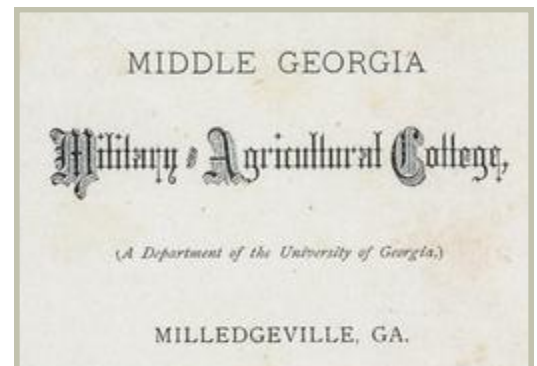 MIDDLE GEORGIA
Military & Agricultural College,
(A Department of the University of Georgia,)
MILLEDGEVILLE, GA.